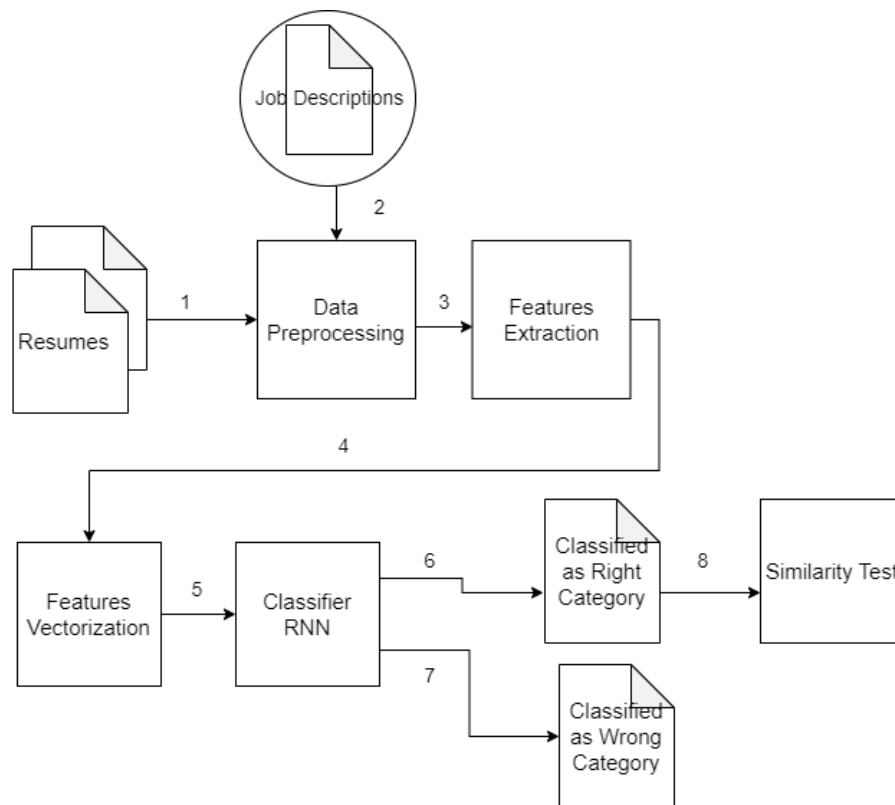 Job Descriptions
2
1
3
Resumes
Data
Preprocessing
Features
Extraction
4
Features
Vectorization
5
Classifier
RNN
6
7
Classified
as Right
Category
8
Similarity Test
Classified
as Wrong
Category